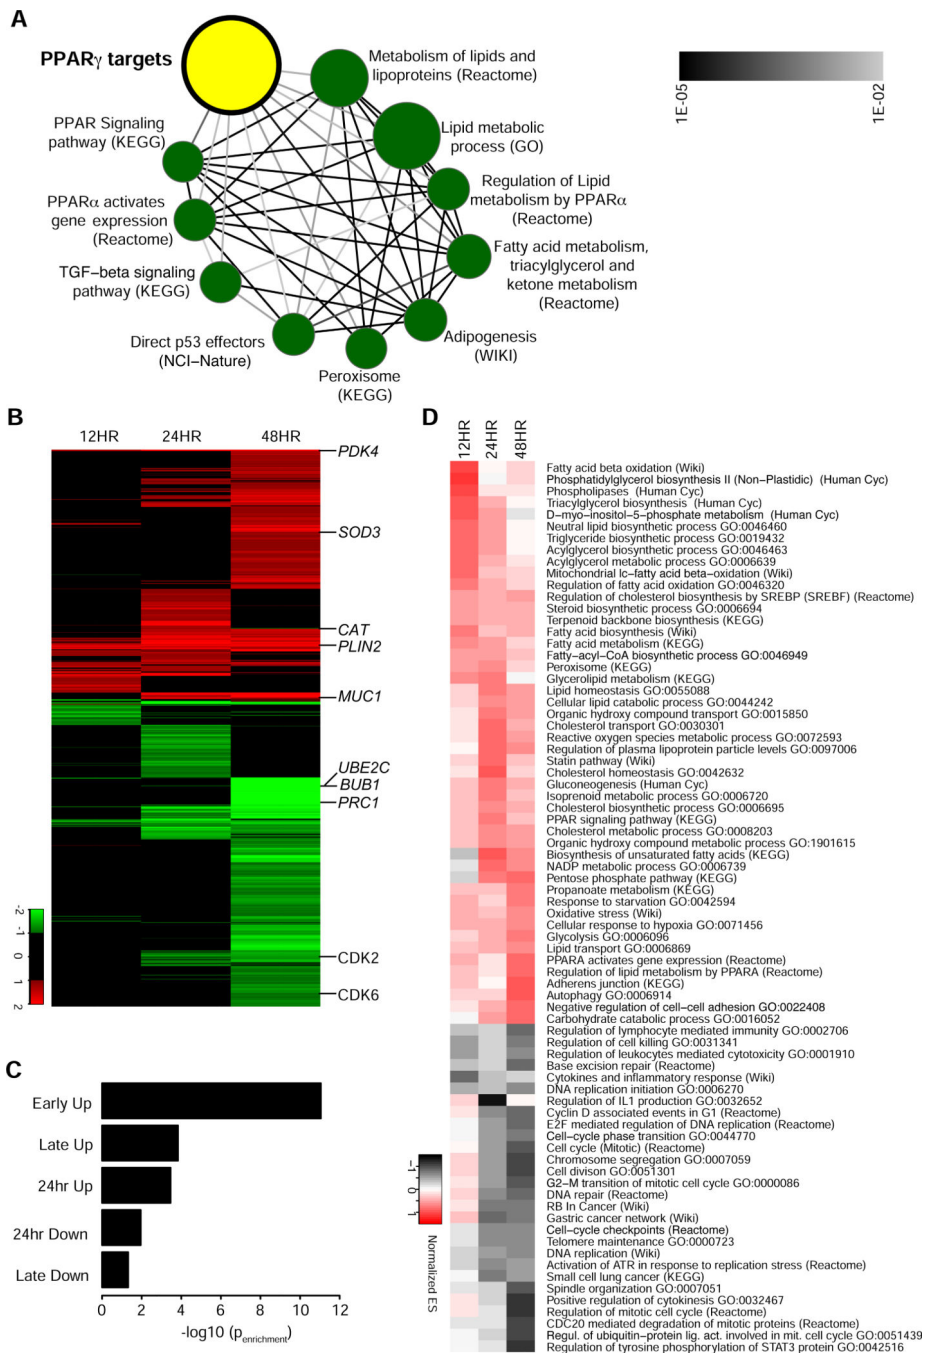 A
PPARγ targets
Metabolism of lipids and
lipoproteins (Reactome)
1E-05
1E-02
PPAR Signaling
pathway (KEGG)
Lipid metabolic
process (GO)
PPARα activates
gene expression
(Reactome)
Regulation of Lipid
metabolism by PPARα
(Reactome)
TGF-beta signaling
pathway (KEGG)
Fatty acid metabolism,
triacylglycerol and
ketone metabolism
(Reactome)
Direct p53 effectors
(NCI-Nature)
Adipogenesis
(WIKI)
Peroxisome
(KEGG)
B
12HR
24HR
48HR
PDK4
SOD3
CAT
PLIN2
MUC1
UBE2C
BUB1
PRC1
CDK2
CDK6
-2
-1
0
1
2
C
Early Up
Late Up
24hr Up
24hr Down
Late Down
0
2
4
6
8
10
12
-log10 (penrichment)
D
12HR
24HR
48HR
Fatty acid beta oxidation (Wiki)
Phosphatidylglycerol biosynthesis II (Non-Plastidic) (Human Cyc)
Phospholipases (Human Cyc)
Triacylglycerol biosynthesis (Human Cyc)
D-myo-inositol-5-phosphate metabolism (Human Cyc)
Neutral lipid biosynthetic process GO:0046460
Triglyceride biosynthetic process GO:0019432
Acylglycerol biosynthetic process GO:0046463
Acylglycerol metabolic process GO:0006639
Mitochondrial lc-fatty acid beta-oxidation (Wiki)
Regulation of fatty acid oxidation GO:0046320
Regulation of cholesterol biosynthesis by SREBP (SREBF) (Reactome)
Steroid biosynthetic process GO:0006694
Terpenoid backbone biosynthesis (KEGG)
Fatty acid biosynthesis (Wiki)
Fatty acid metabolism (KEGG)
Fatty-acyl-CoA biosynthetic process GO:0046949
Peroxisome (KEGG)
Glycerolipid metabolism (KEGG)
Lipid homeostasis GO:0055088
Cellular lipid catabolic process GO:0044242
Organic hydroxy compound transport GO:0015850
Cholesterol transport GO:0030301
Reactive oxygen species metabolic process GO:0072593
Regulation of plasma lipoprotein particle levels GO:0097006
Statin pathway (Wiki)
Cholesterol homeostasis GO:0042632
Gluconeogenesis (Human Cyc)
Isoprenoid metabolic process GO:0006720
Cholesterol biosynthetic process GO:0006695
PPAR signaling pathway (KEGG)
Cholesterol metabolic process GO:0008203
Organic hydroxy compound metabolic process GO:1901615
Biosynthesis of unsaturated fatty acids (KEGG)
NADP metabolic process GO:0006739
Pentose phosphate pathway (KEGG)
Propanoate metabolism (KEGG)
Response to starvation GO:0042594
Oxidative stress (Wiki)
Cellular response to hypoxia GO:0071456
Glycolysis GO:0006096
Lipid transport GO:0006869
PPARA activates gene expression (Reactome)
Regulation of lipid metabolism by PPARA (Reactome)
Adherens junction (KEGG)
Autophagy GO:0006914
Negative regulation of cell-cell adhesion GO:0022408
Carbohydrate catabolic process GO:0016052
Regulation of lymphocyte mediated immunity GO:0002706
Regulation of cell killing GO:0031341
Regulation of leukocytes mediated cytotoxicity GO:0001910
Base excision repair (Reactome)
Cytokines and inflammatory response (Wiki)
DNA replication initiation GO:0006270
Regulation of IL1 production GO:0032652
Cyclin D associated events in G1 (Reactome)
E2F mediated regulation of DNA replication (Reactome)
Cell-cycle phase transition GO:0044770
Cell cycle (Mitotic) (Reactome)
Chromosome segregation GO:0007059
Cell divison GO:0051301
G2-M transition of mitotic cell cycle GO:0000086
DNA repair (Reactome)
RB In Cancer (Wiki)
Gastric cancer network (Wiki)
Cell-cycle checkpoints (Reactome)
Telomere maintenance GO:0000723
DNA replication (Wiki)
Activation of ATR in response to replication stress (Reactome)
Small cell lung cancer (KEGG)
Spindle organization GO:0007051
Positive regulation of cytokinesis GO:0032467
Regulation of mitotic cell cycle (Reactome)
CDC20 mediated degradation of mitotic proteins (Reactome)
Regul. of ubiquitin-protein lig. act. involved in mit. cell cycle GO:0051439
Regulation of tyrosine phosphorylation of STAT3 protein GO:0042516
-1
0
1
Normalized ES